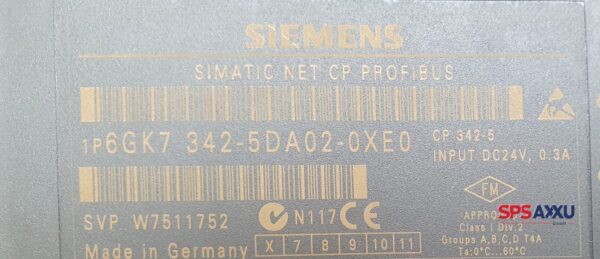 SIEMENS
SIMATIC NET CP PROFIBUS
1P6GK7 342-5DA02-0XE0
CP 342-5
INPUT DC24V, 0.3A
FM
SVP W7511752
N117
CE
APPRO
SPS AXXU
GmbH
Class I Div.2
Groups A,B,C,D T4A
Ta:0°C...60°C
Made in Germany
X 7 8 9 10 11